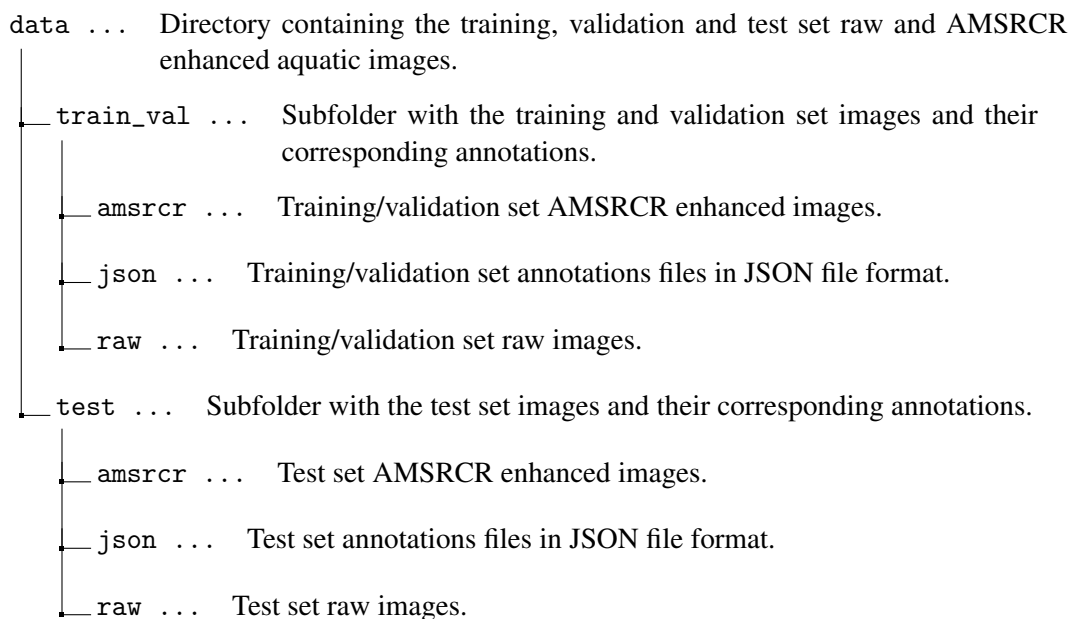 data ... Directory containing the training, validation and test set raw and AMSRCR
enhanced aquatic images.
train_val ... Subfolder with the training and validation set images and their
corresponding annotations.
amsrcr ... Training/validation set AMSRCR enhanced images.
json ... Training/validation set annotations files in JSON file format.
raw ... Training/validation set raw images.
test ... Subfolder with the test set images and their corresponding annotations.
amsrcr ... Test set AMSRCR enhanced images.
json ... Test set annotations files in JSON file format.
raw ... Test set raw images.